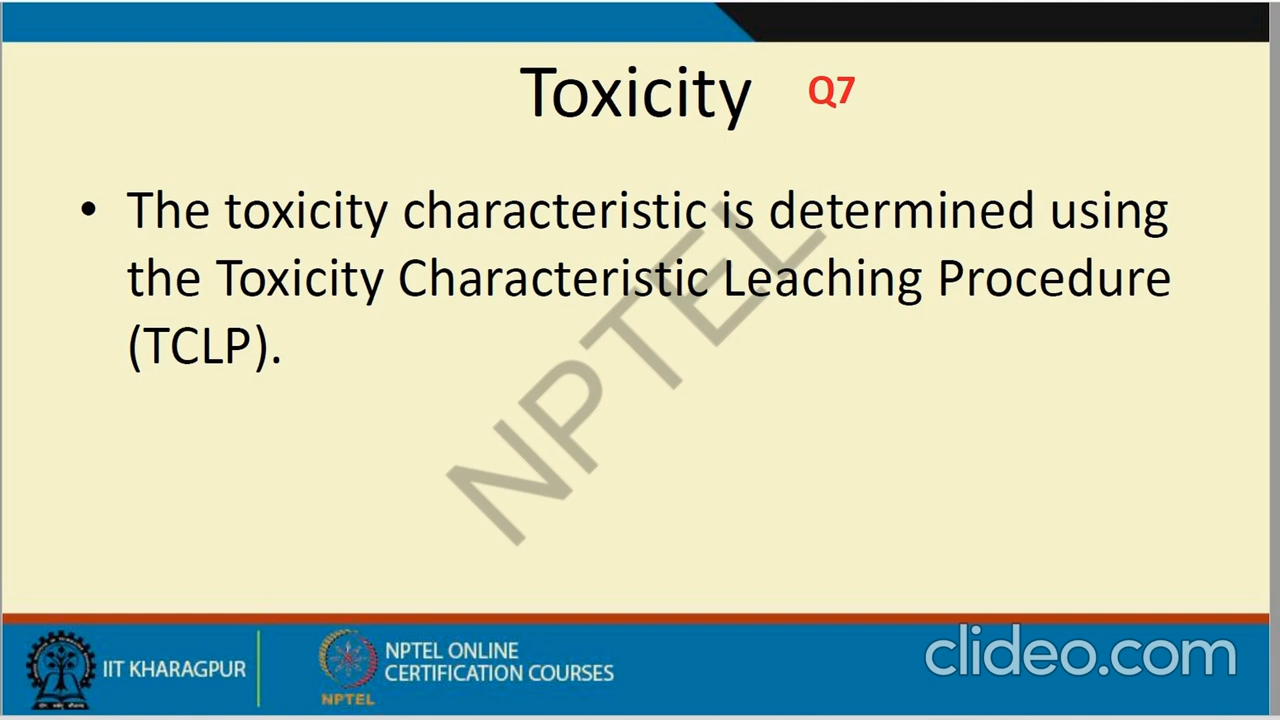 Toxicity Q7
• The toxicity characteristic is determined using
the Toxicity Characteristic Leaching Procedure
(TCLP).
NPTEL
IIT KHARAGPUR
NPTEL
NPTEL ONLINE
CERTIFICATION COURSES
clideo.com